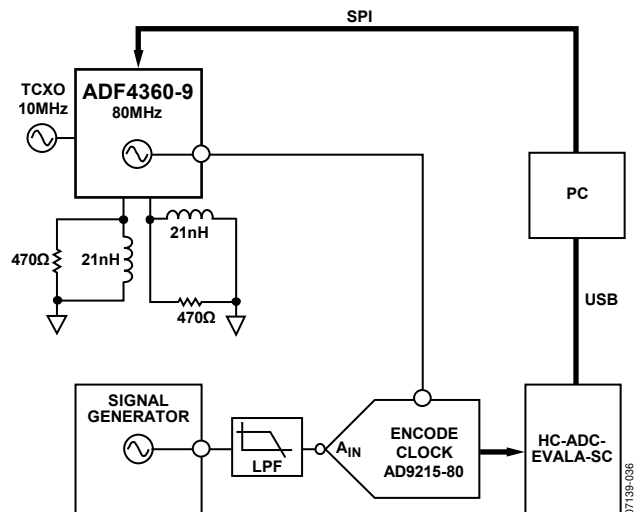 SPI
TCXO
10MHz
ADF4360-9
80MHz
PC
21nH
470Ω
21nH
470Ω
USB
SIGNAL
GENERATOR
LPF
AIN
ENCODE
CLOCK
AD9215-80
HC-ADC-
EVALA-SC
07139-036